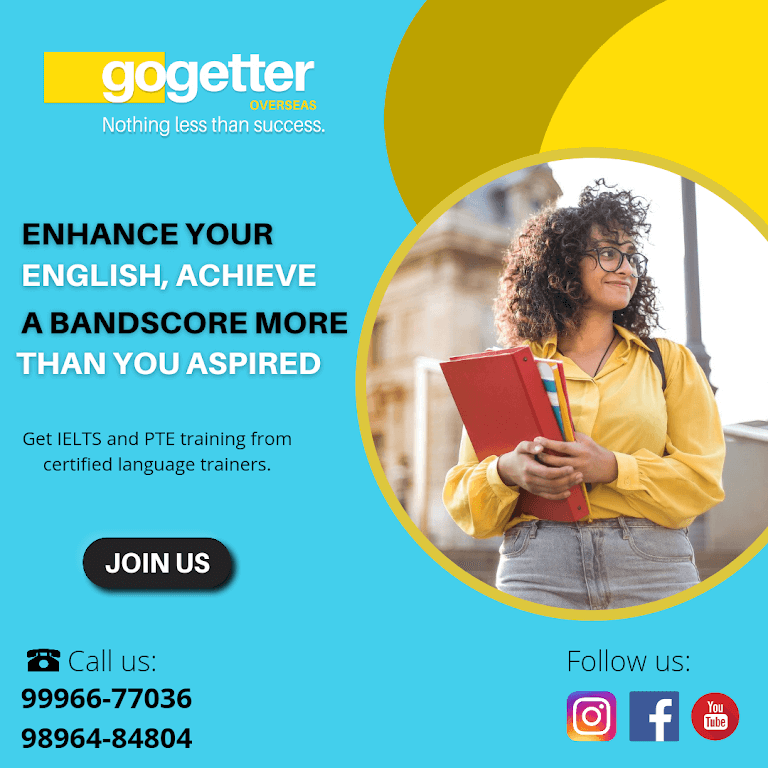 gogetter
OVERSEAS
Nothing less than success.
ENHANCE YOUR
ENGLISH, ACHIEVE
A BANDSCORE MORE
THAN YOU ASPIRED
Get IELTS and PTE training from
certified language trainers.
JOIN US
Call us:
99966-77036
98964-84804
Follow us:
You
Tube